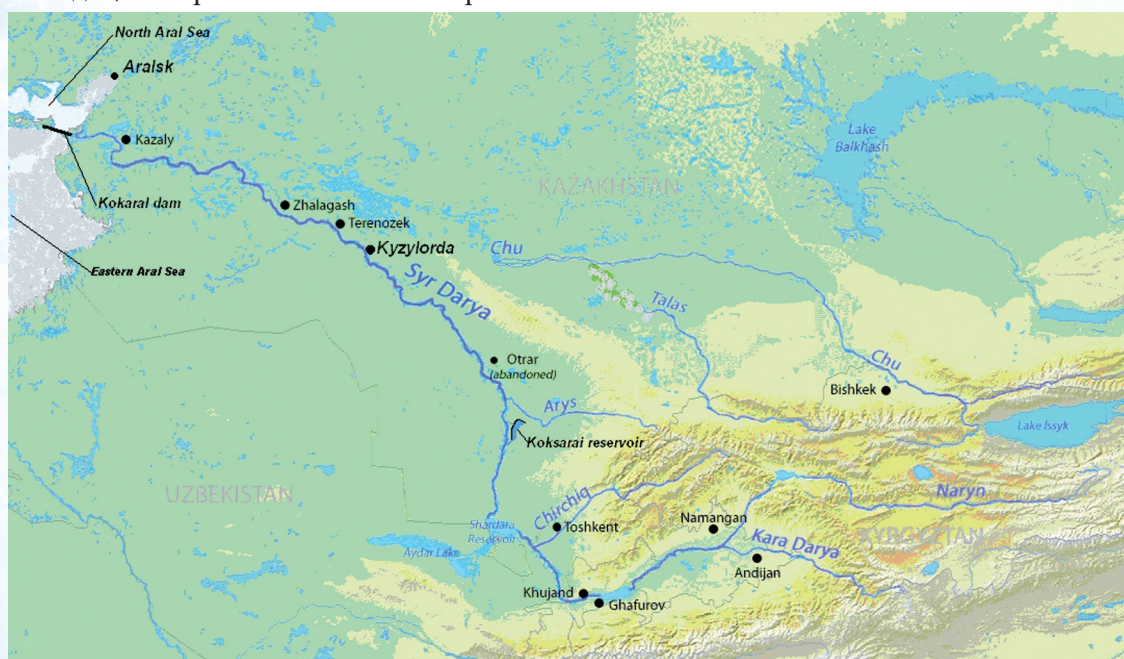 North Aral Sea
Aralsk
Kazaly
Lake
Balkhash
KAZAKHSTAN
Kokaral dam
Zhalagash
Terenozek
Kyzylorda
Chu
Eastern Aral Sea
Syr Darya
Talas
Otrar
(abandoned)
Chu
Bishkek
Arys
Lake Issyk
Koksarai reservoir
UZBEKISTAN
Naryn
Chirchiq
Shardara
Reservoir
Toshkent
Namangan
Kara Darya
KYRGYZTAN
Aydar Lake
Andijan
Khujand
Ghafurov